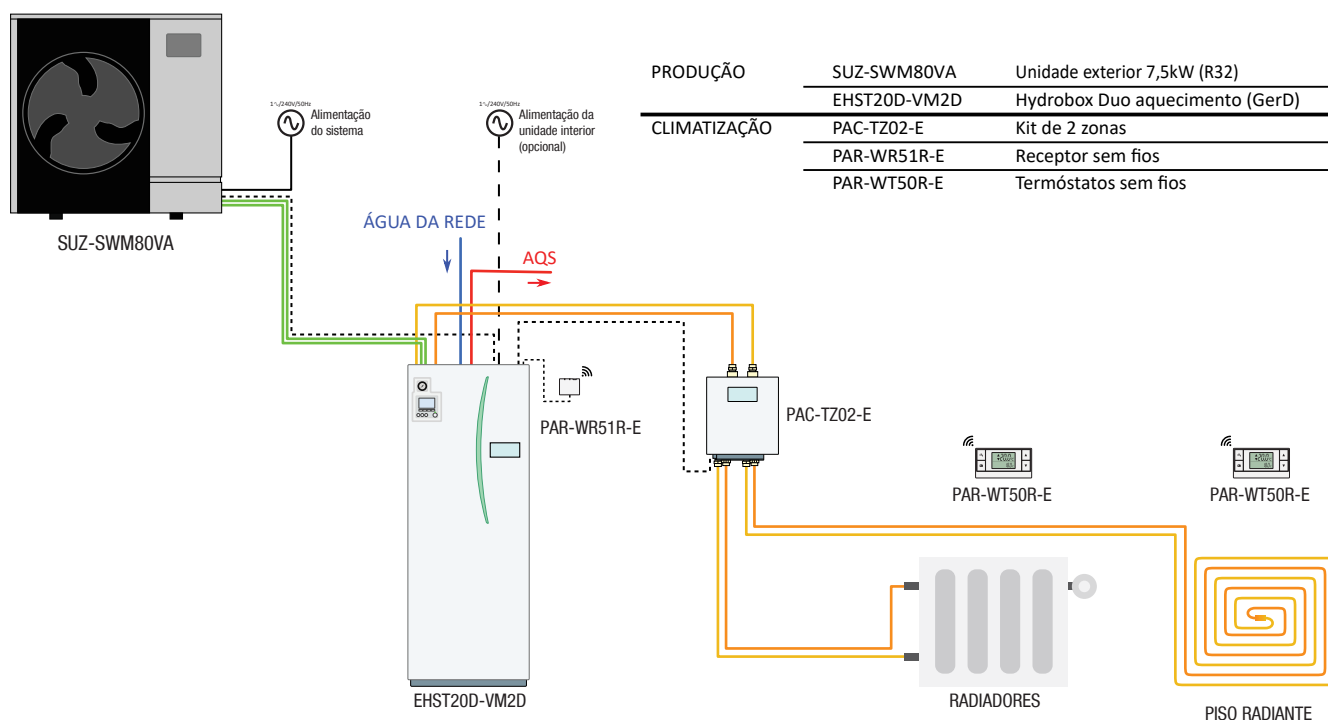 PRODUÇÃO SUZ-SWM80VA Unidade exterior 7,5kW (R32)
EHST20D-VM2D Hydrobox Duo aquecimento (GerD)
CLIMATIZAÇÃO PAC-TZ02-E Kit de 2 zonas
PAR-WR51R-E Receptor sem fios
PAR-WT50R-E Termóstatos sem fios
1~/240V/50Hz
Alimentação
do sistema
1~/240V/50Hz
Alimentação da
unidade interior
(opcional)
SUZ-SWM80VA
ÁGUA DA REDE
AQS
PAR-WR51R-E
PAC-TZ02-E
PAR-WT50R-E
PAR-WT50R-E
EHST20D-VM2D
RADIADORES
PISO RADIANTE